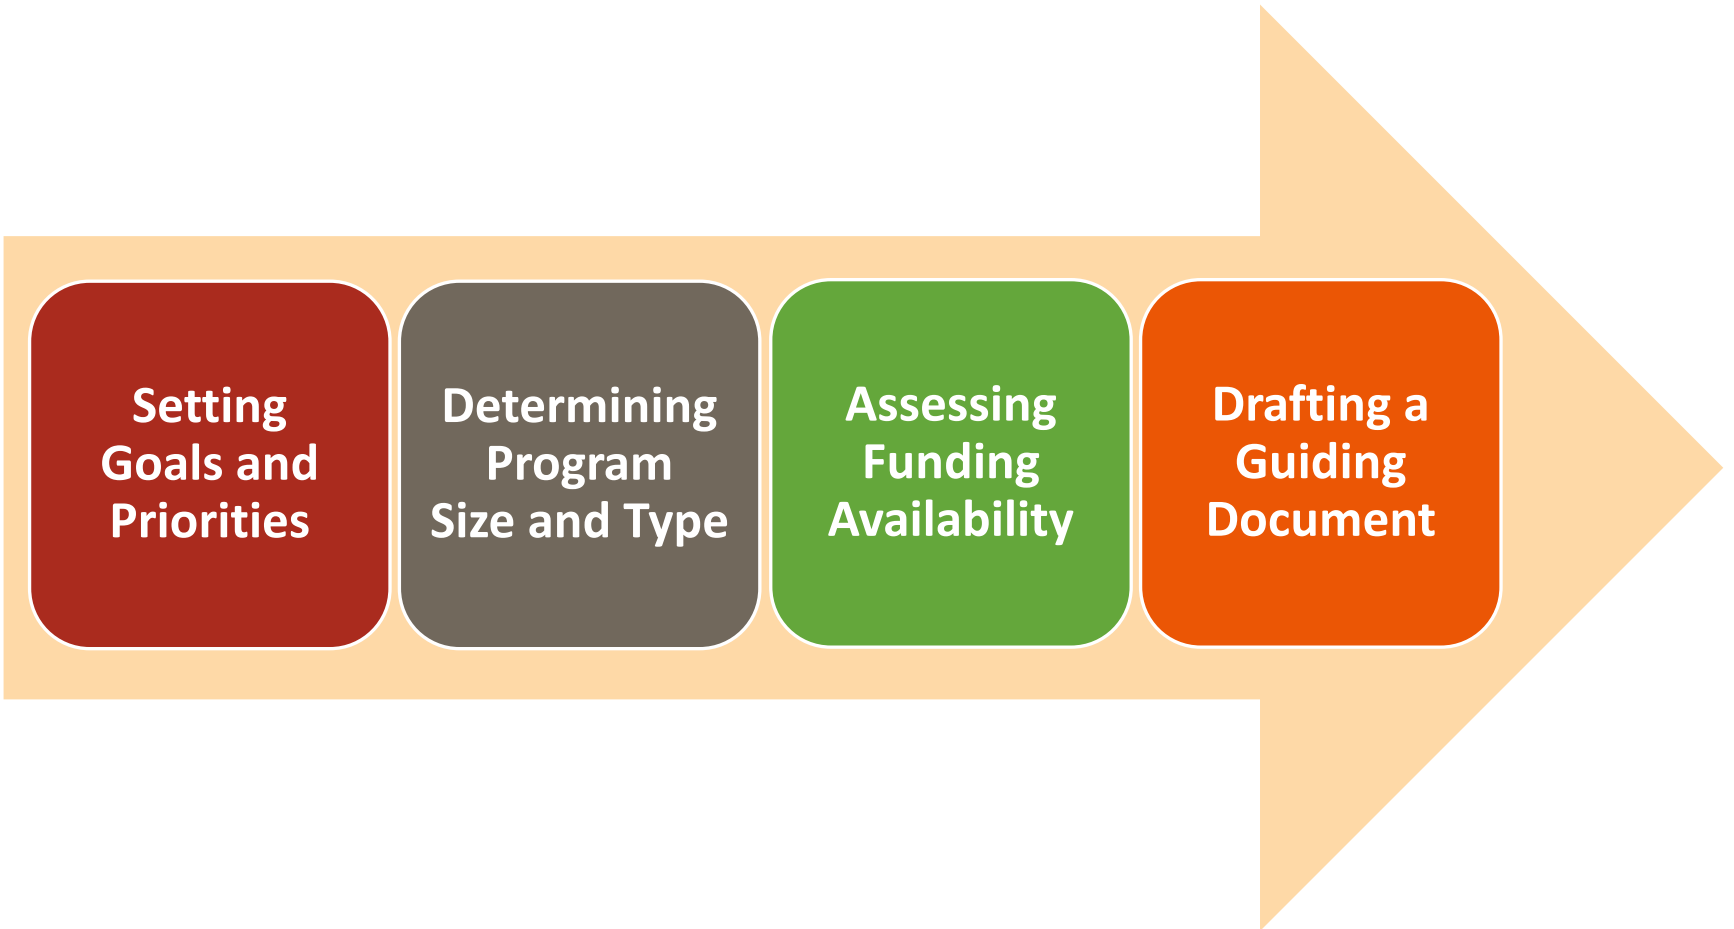 Setting
Goals and
Priorities
Determining
Program
Size and Type
Assessing
Funding
Availability
Drafting a
Guiding
Document